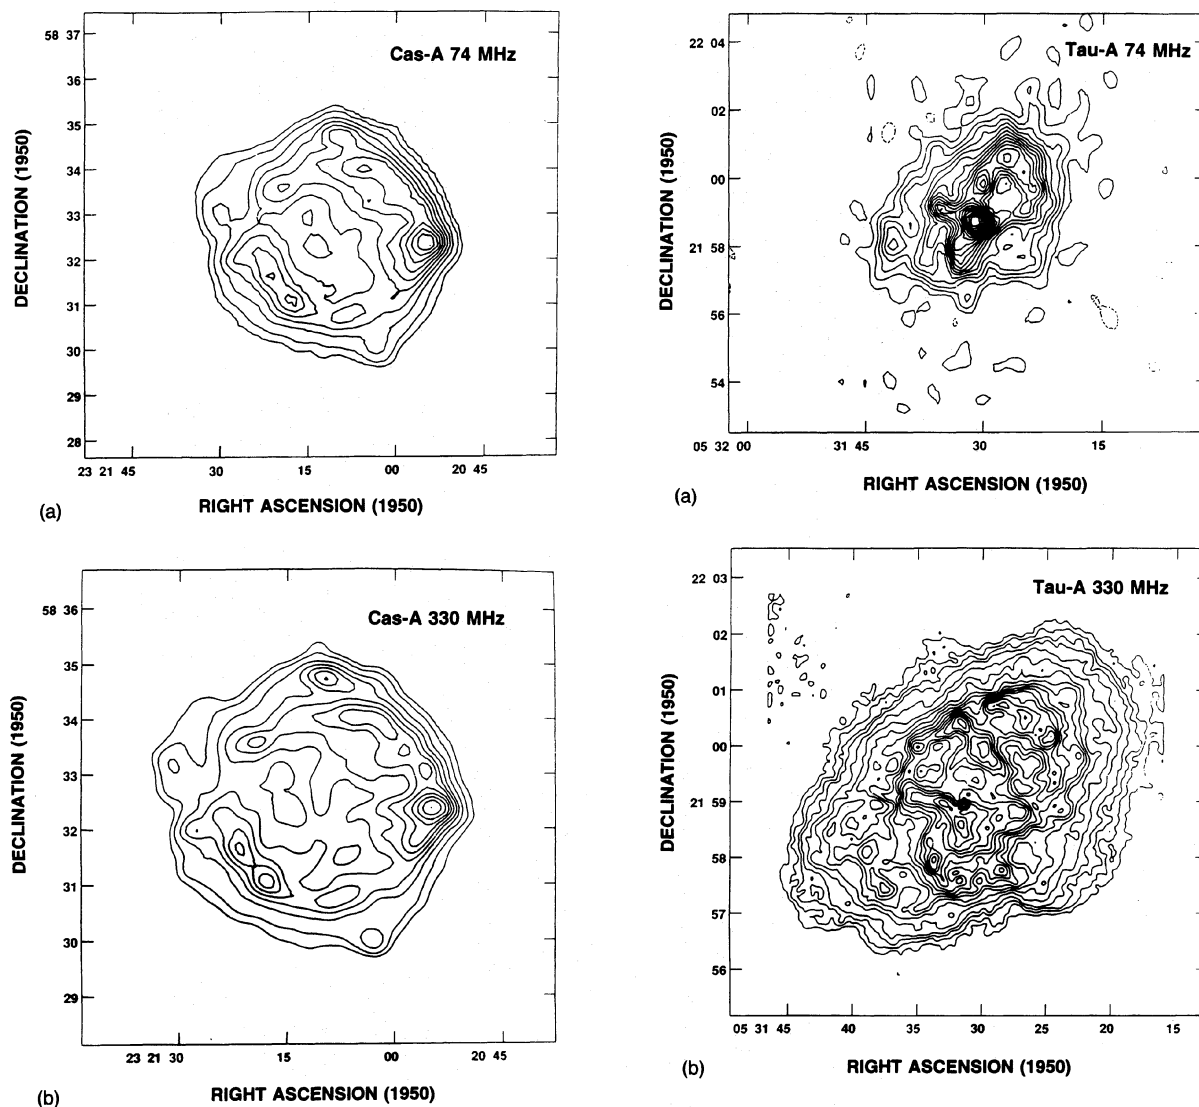 Cas-A 74 MHz
58 37
36
35
34
33
32
31
30
29
28
DECLINATION (1950)
23 21 45
30
15
00
20 45
RIGHT ASCENSION (1950)
(a)
Tau-A 74 MHz
22 04
02
00
21 58
56
54
DECLINATION (1950)
05 32 00
31 45
30
15
RIGHT ASCENSION (1950)
(a)
Cas-A 330 MHz
58 36
35
34
33
32
31
30
29
DECLINATION (1950)
23 21 30
15
00
20 45
RIGHT ASCENSION (1950)
(b)
Tau-A 330 MHz
22 03
02
01
00
21 59
58
57
56
DECLINATION (1950)
05 31 45
40
35
30
25
20
15
RIGHT ASCENSION (1950)
(b)